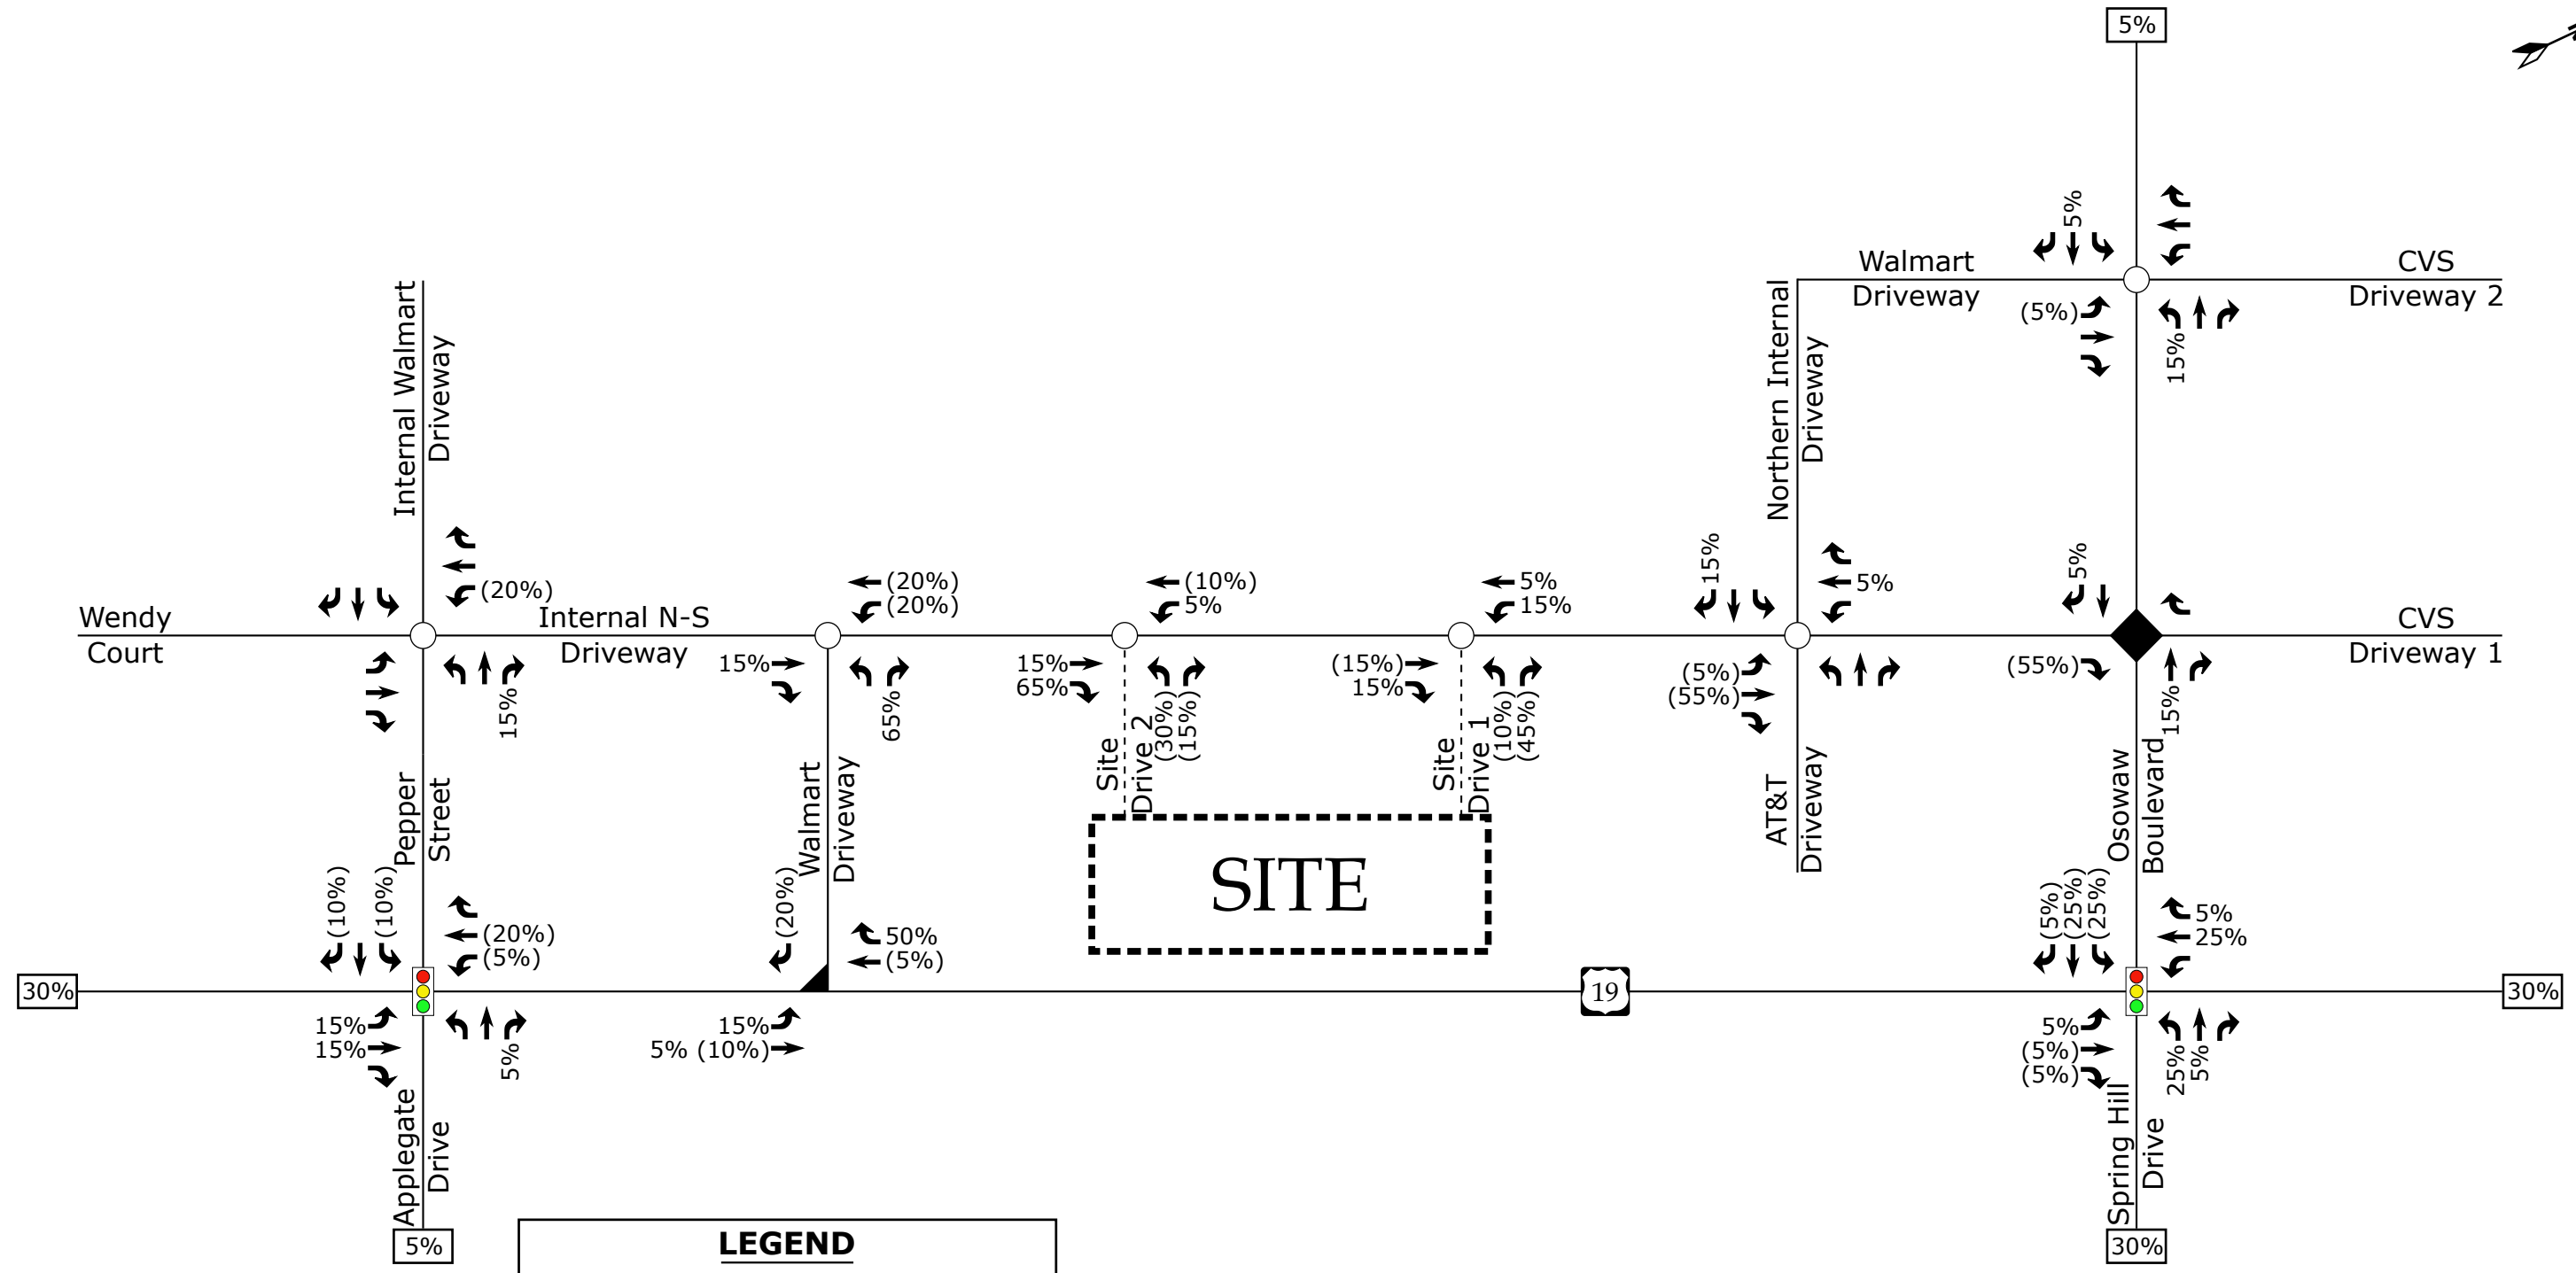 5%
5%
Walmart
Driveway
CVS
Driveway 2
(5%)
15%
Internal Walmart
Driveway
Northern Internal
Driveway
(20%)
Wendy
Court
Internal N-S
Driveway
15%
(20%)
(20%)
15%
65%
(10%)
5%
15%
65%
(30%)
(15%)
5%
15%
(15%)
15%
(10%)
(45%)
15%
5%
(5%)
(55%)
5%
(55%)
15%
CVS
Driveway 1
Pepper
Street
Walmart
Driveway
Site
Drive 2
Site
Drive 1
AT&T
Driveway
Osowaw
Boulevard
SITE
(10%)
(10%)
(20%)
(5%)
(20%)
50%
(5%)
(5%)
(25%)
(25%)
5%
25%
30%
19
30%
15%
15%
5%
15%
5% (10%)
5%
(5%)
(5%)
25%
5%
Applegate
Drive
Spring Hill
Drive
5%
30%
LEGEND